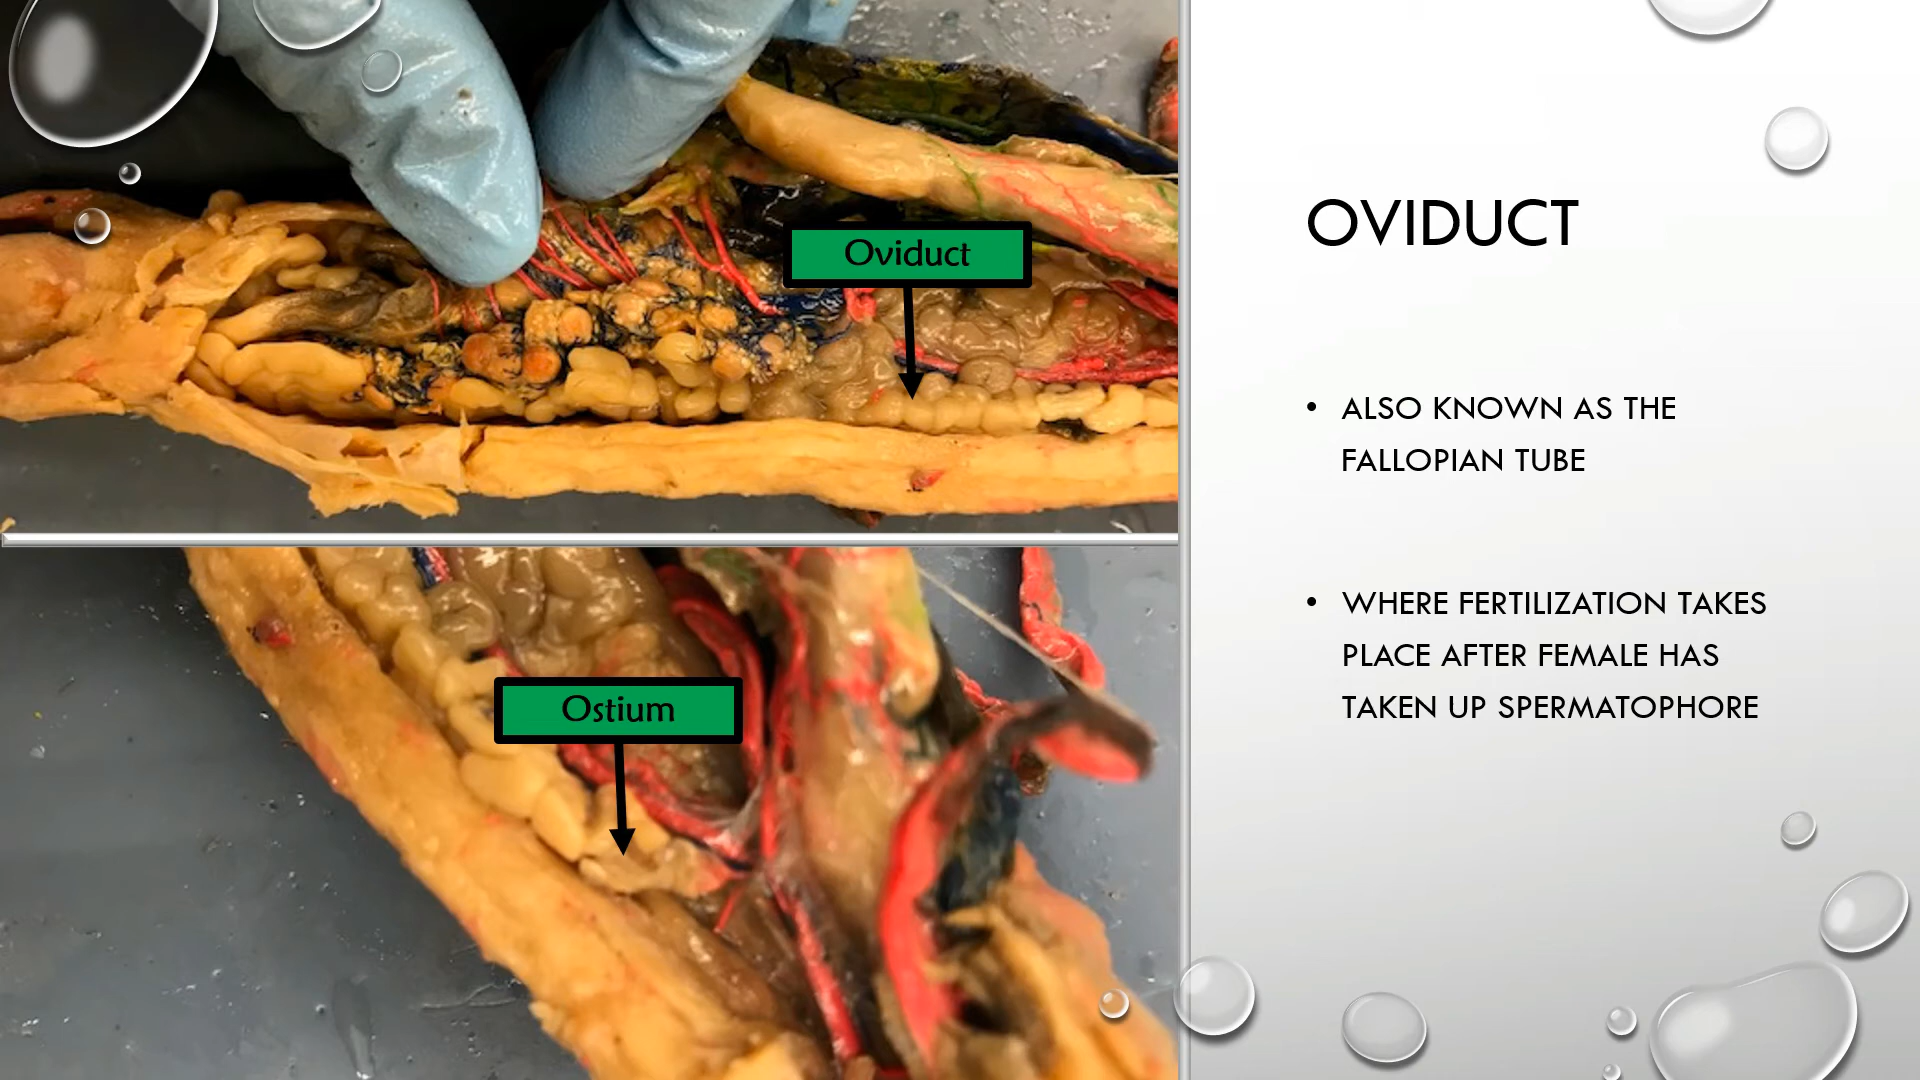 Oviduct
Ostium
OVIDUCT
• ALSO KNOWN AS THE
FALLOPIAN TUBE
• WHERE FERTILIZATION TAKES
PLACE AFTER FEMALE HAS
TAKEN UP SPERMATOPHORE